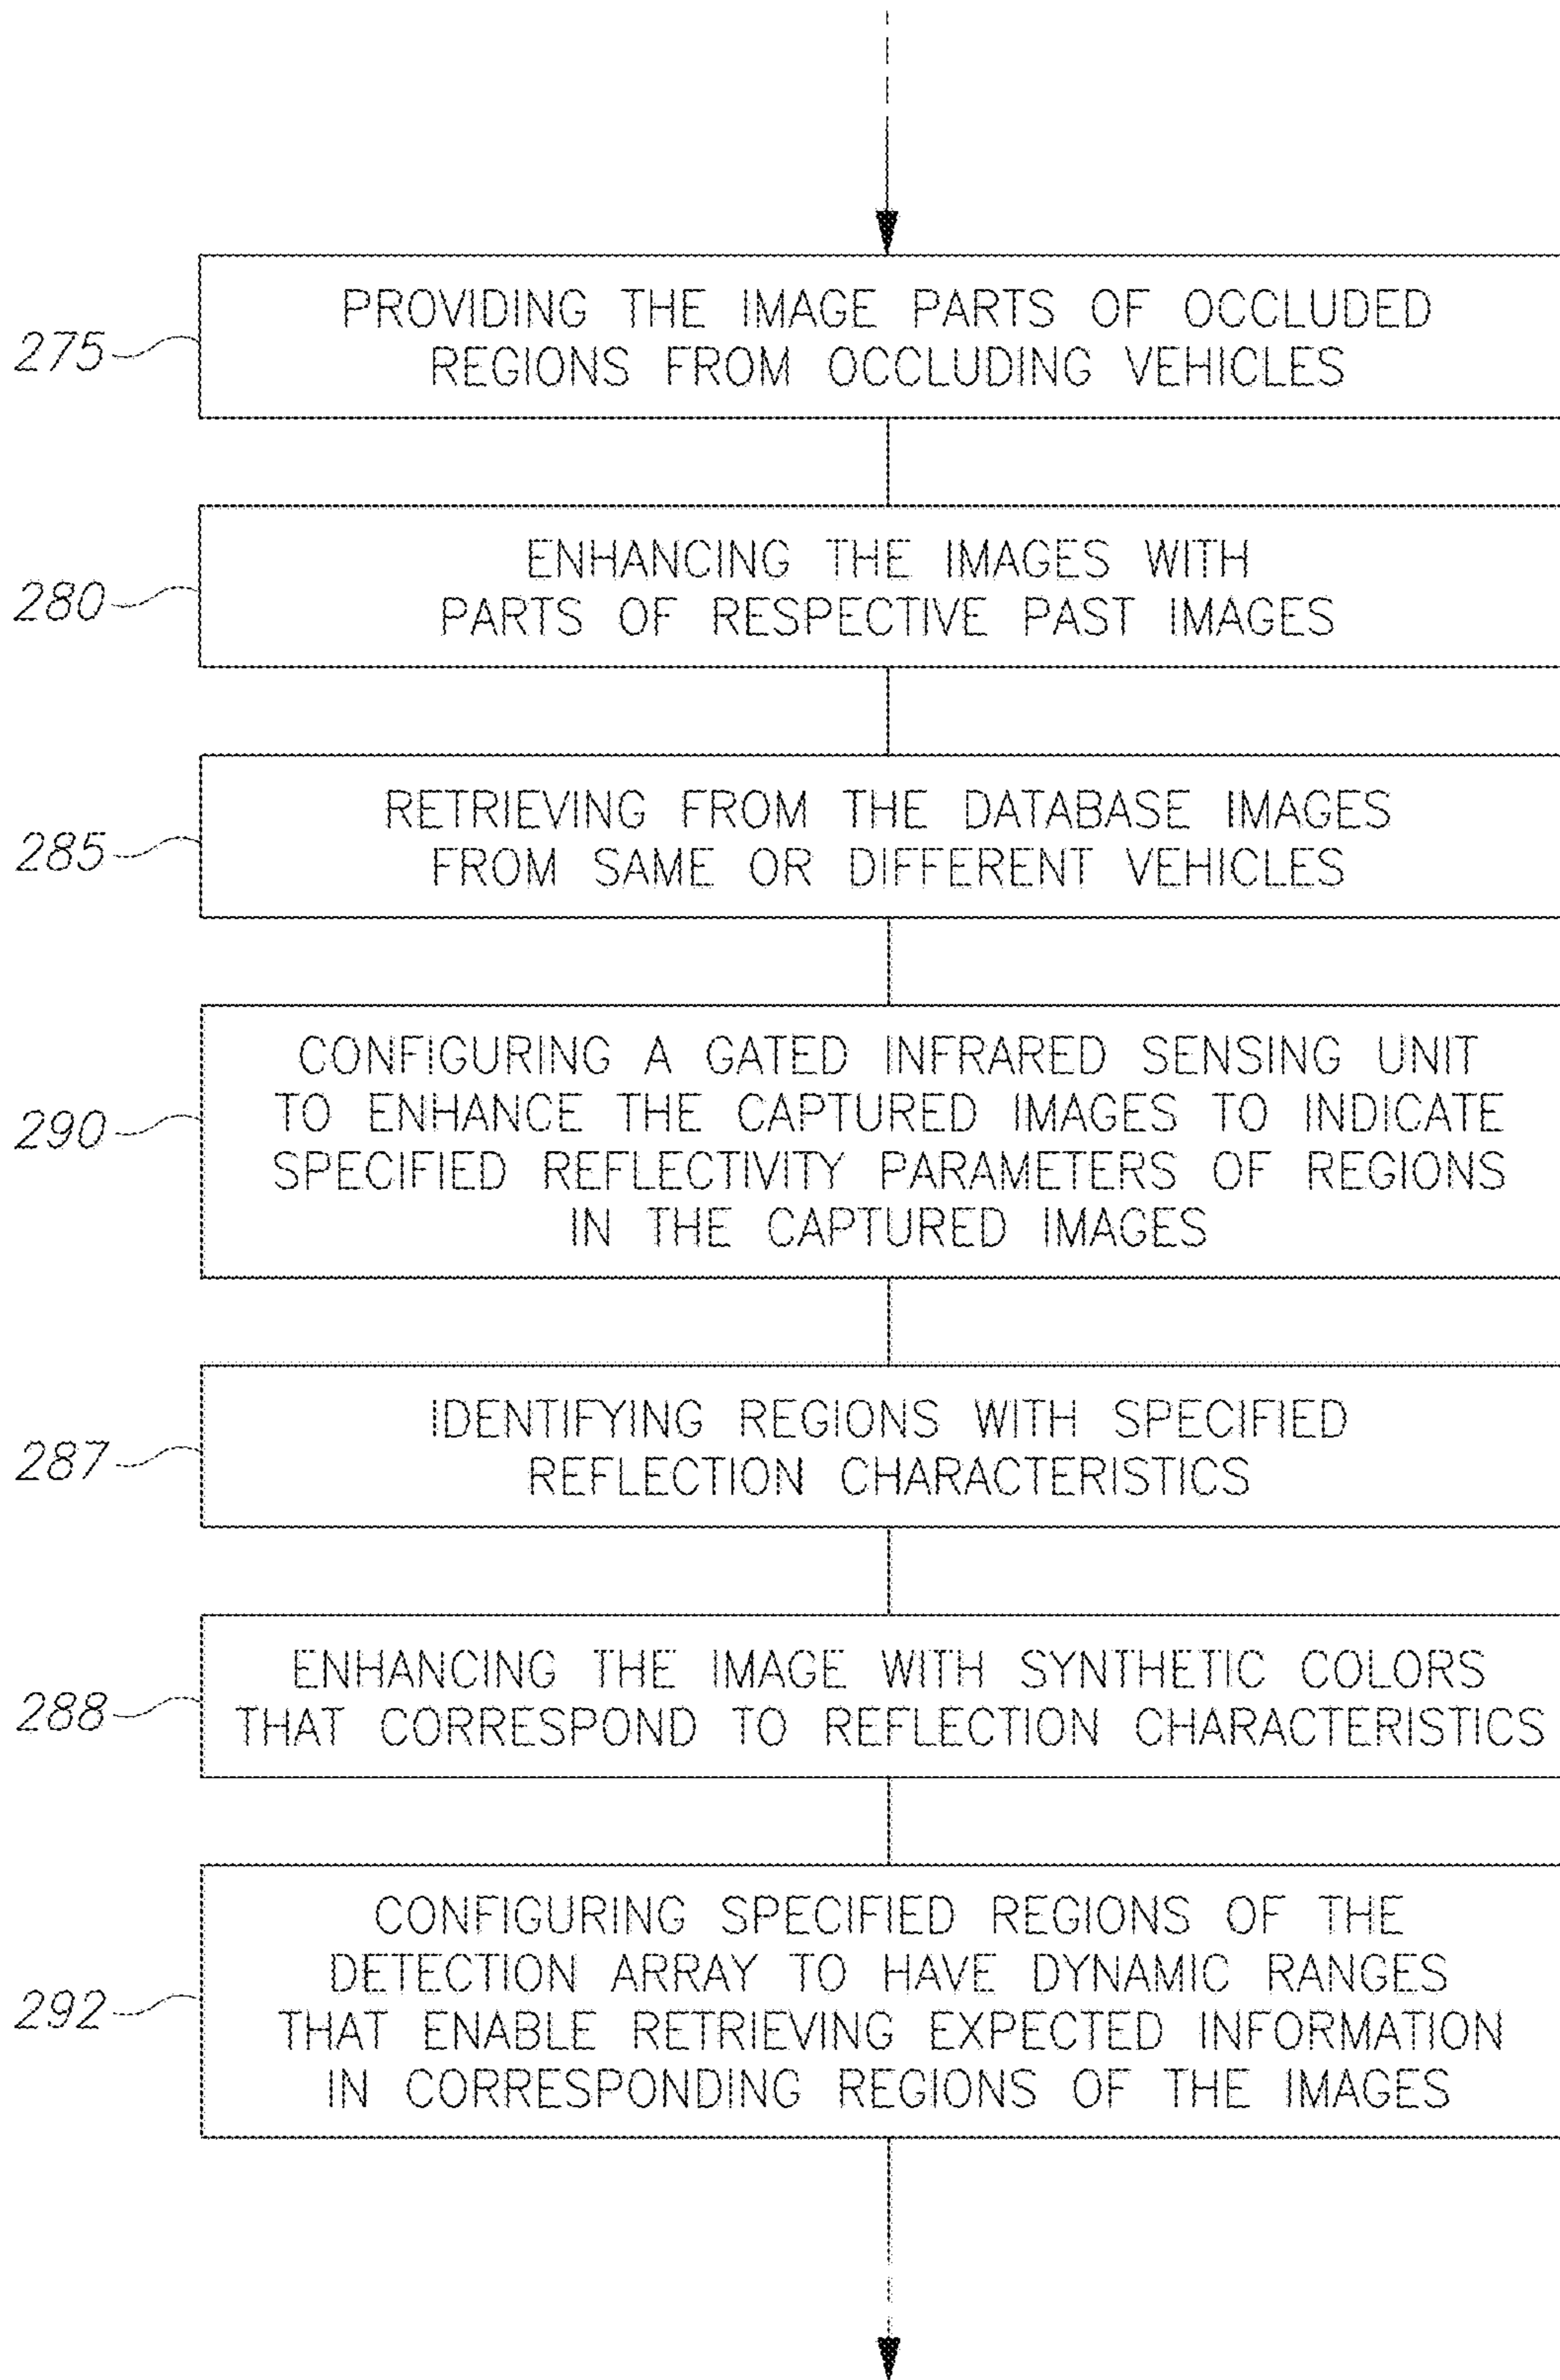 275
PROVIDING THE IMAGE PARTS OF OCCLUDED
REGIONS FROM OCCLUDING VEHICLES
280
ENHANCING THE IMAGES WITH
PARTS OF RESPECTIVE PAST IMAGES
285
RETRIEVING FROM THE DATABASE IMAGES
FROM SAME OR DIFFERENT VEHICLES
290
CONFIGURING A GATED INFRARED SENSING UNIT
TO ENHANCE THE CAPTURED IMAGES TO INDICATE
SPECIFIED REFLECTIVITY PARAMETERS OF REGIONS
IN THE CAPTURED IMAGES
287
IDENTIFYING REGIONS WITH SPECIFIED
REFLECTION CHARACTERISTICS
288
ENHANCING THE IMAGE WITH SYNTHETIC COLORS
THAT CORRESPOND TO REFLECTION CHARACTERISTICS
292
CONFIGURING SPECIFIED REGIONS OF THE
DETECTION ARRAY TO HAVE DYNAMIC RANGES
THAT ENABLE RETRIEVING EXPECTED INFORMATION
IN CORRESPONDING REGIONS OF THE IMAGES